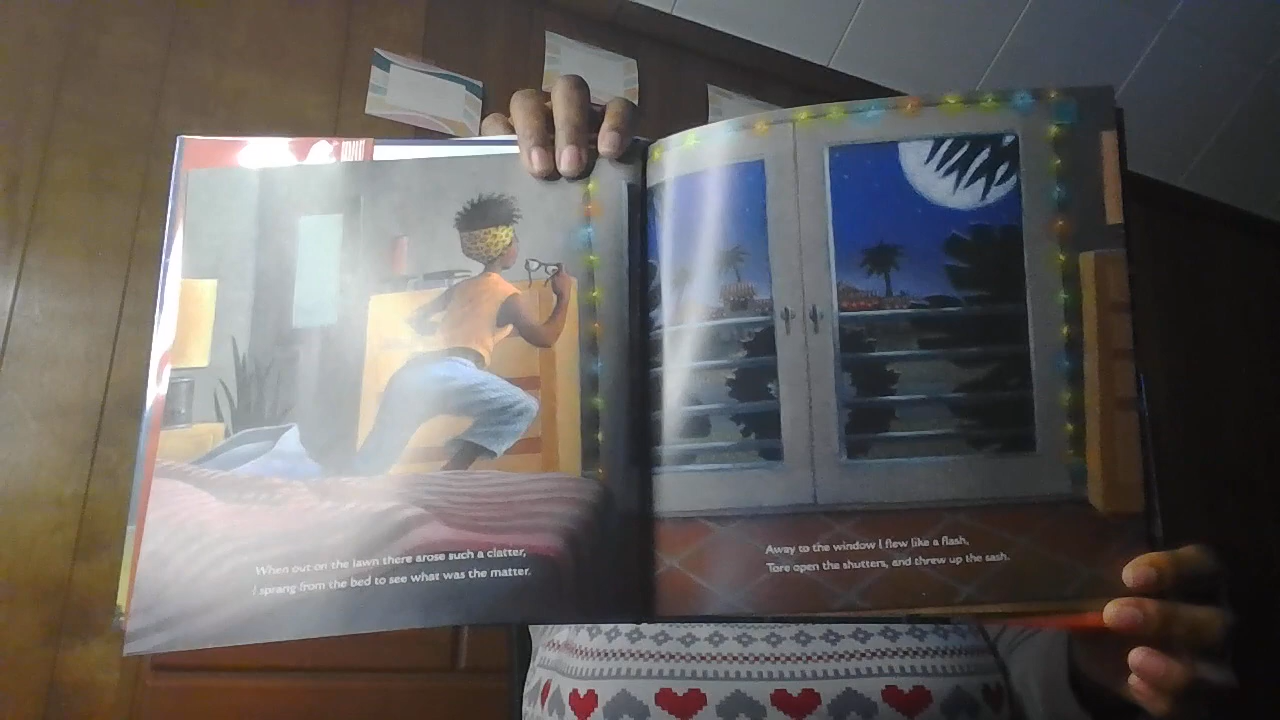 When out on the lawn there arose such a clatter,
I sprang from the bed to see what was the matter.
Away to the window I flew like a flash,
Tore open the shutters, and threw up the sash.